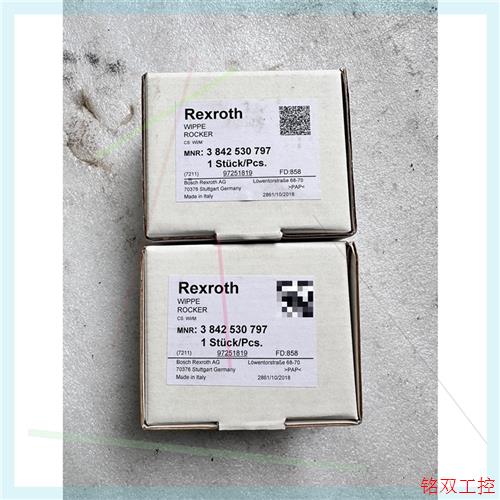 Rexroth
WIPPE
ROCKER
CS: W/M
MNR: 3 842 530 797
1 Stück/Pcs.
(7211) 97251819 FD:858
Bosch Rexroth AG Löwentorstraße 68-70
70376 Stuttgart Germany >PAP<
Made in Italy 2861/10/2018
Rexroth
WIPPE
ROCKER
CS: W/M
MNR: 3 842 530 797
1 Stück/Pcs.
(7211) 97251819 FD:858
Bosch Rexroth AG Löwentorstraße 68-70
70376 Stuttgart Germany >PAP<
Made in Italy 2861/10/2018
铭双工控